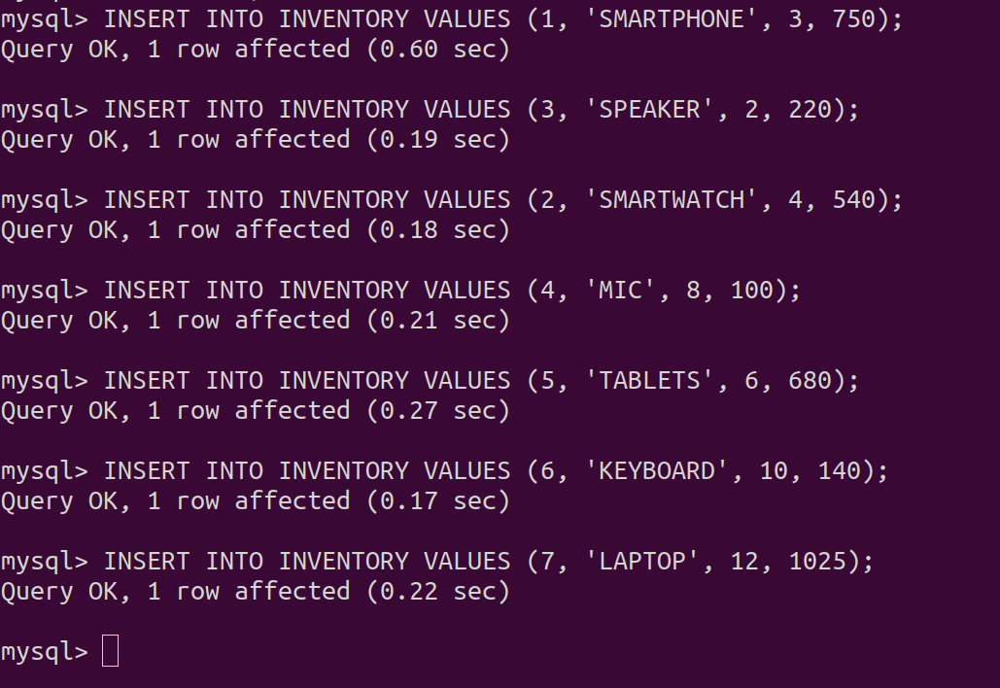 mysql> INSERT INTO INVENTORY VALUES (1, 'SMARTPHONE', 3, 750);
Query OK, 1 row affected (0.60 sec)
mysql> INSERT INTO INVENTORY VALUES (3, 'SPEAKER', 2, 220);
Query OK, 1 row affected (0.19 sec)
mysql> INSERT INTO INVENTORY VALUES (2, 'SMARTWATCH', 4, 540);
Query OK, 1 row affected (0.18 sec)
mysql> INSERT INTO INVENTORY VALUES (4, 'MIC', 8, 100);
Query OK, 1 row affected (0.21 sec)
mysql> INSERT INTO INVENTORY VALUES (5, 'TABLETS', 6, 680);
Query OK, 1 row affected (0.27 sec)
mysql> INSERT INTO INVENTORY VALUES (6, 'KEYBOARD', 10, 140);
Query OK, 1 row affected (0.17 sec)
mysql> INSERT INTO INVENTORY VALUES (7, 'LAPTOP', 12, 1025);
Query OK, 1 row affected (0.22 sec)
mysql>